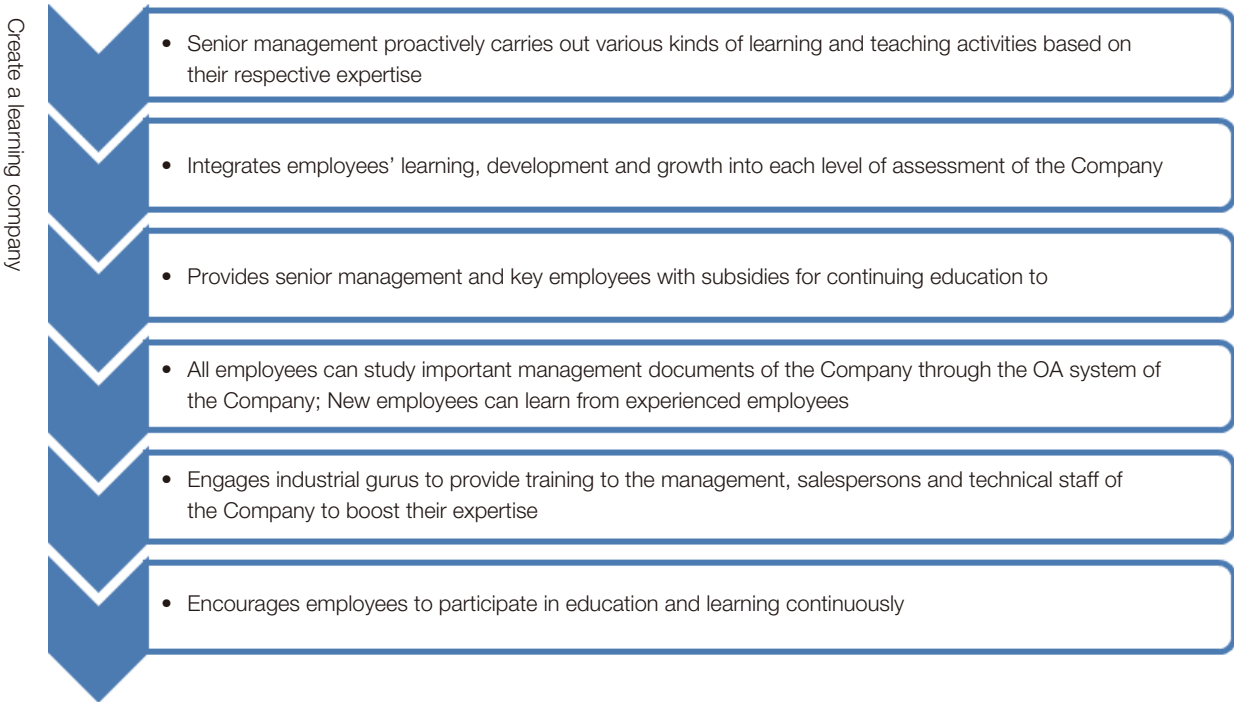 Create a learning company
• Senior management proactively carries out various kinds of learning and teaching activities based on
their respective expertise
• Integrates employees’ learning, development and growth into each level of assessment of the Company
• Provides senior management and key employees with subsidies for continuing education to
• All employees can study important management documents of the Company through the OA system of
the Company; New employees can learn from experienced employees
• Engages industrial gurus to provide training to the management, salespersons and technical staff of
the Company to boost their expertise
• Encourages employees to participate in education and learning continuously